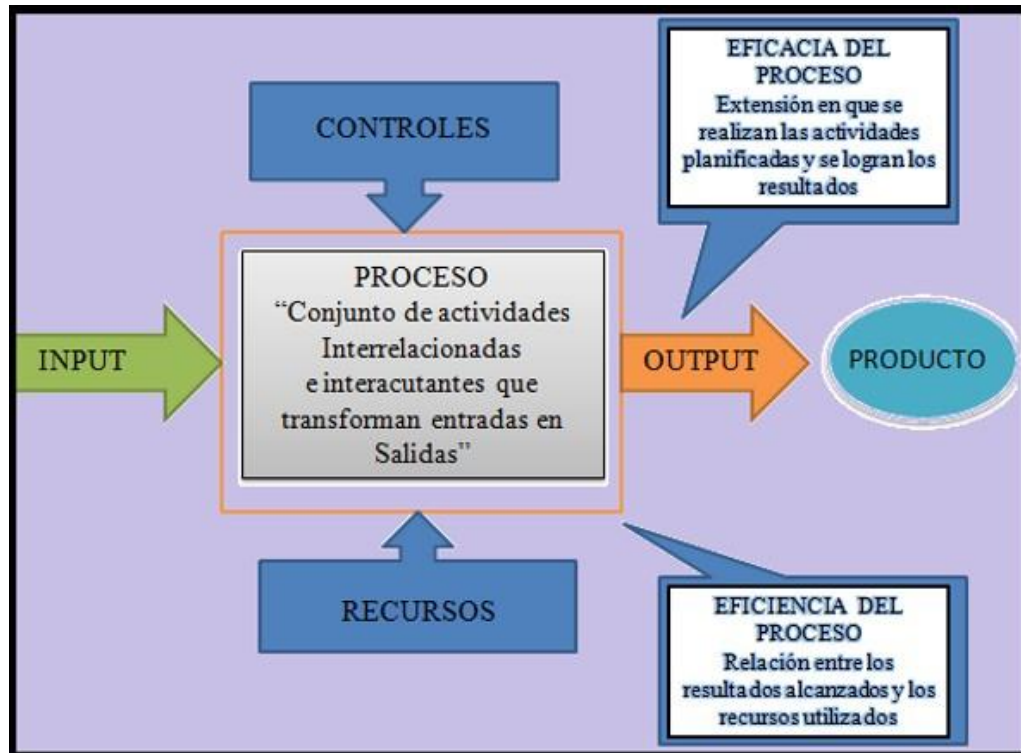 EFICACIA DEL
PROCESO
Extensión en que se
realizan las actividades
planificadas y se logran los
resultados
CONTROLES
PROCESO
“Conjunto de actividades
Interrelacionadas
e interacutantes que
transforman entradas en
Salidas”
INPUT
OUTPUT
PRODUCTO
RECURSOS
EFICIENCIA DEL
PROCESO
Relación entre los
resultados alcanzados y los
recursos utilizados